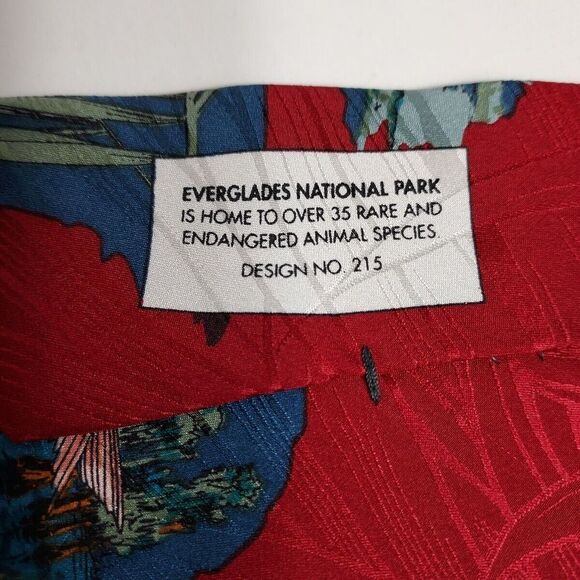 EVERGLADES NATIONAL PARK
IS HOME TO OVER 35 RARE AND
ENDANGERED ANIMAL SPECIES.
DESIGN NO. 215